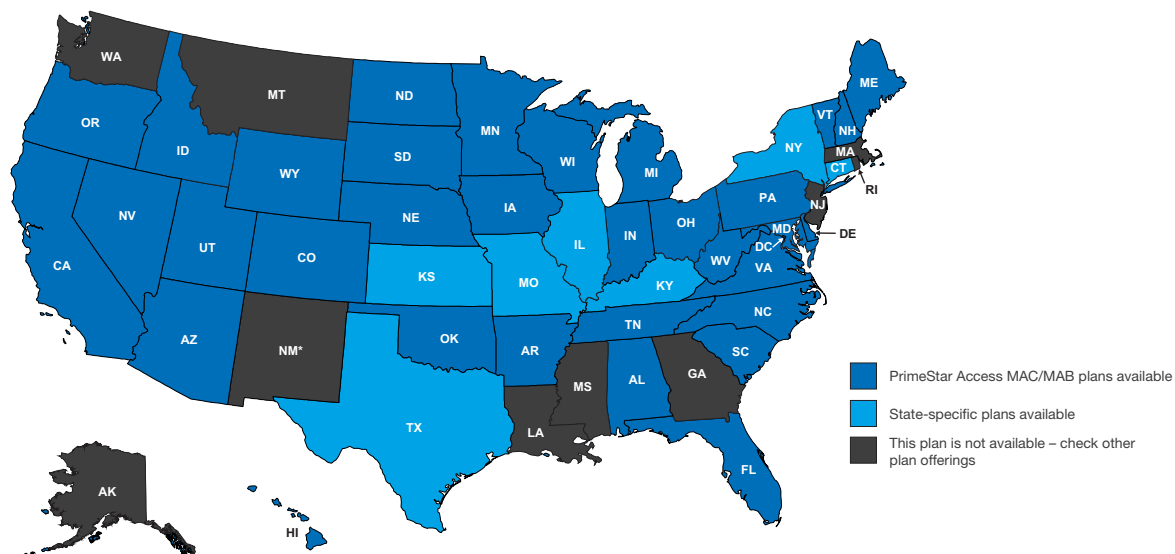 WA
MT
ND
MN
ME
VT
NH
OR
ID
WY
SD
WI
MI
NY
MA
CT
RI
NV
UT
CO
NE
IA
IL
IN
OH
PA
NJ
MD
DE
DC
WV
VA
CA
KS
MO
KY
AZ
NM*
OK
AR
TN
NC
SC
MS
AL
GA
TX
LA
FL
AK
HI
PrimeStar Access MAC/MAB plans available
State-specific plans available
This plan is not available – check other
plan offerings